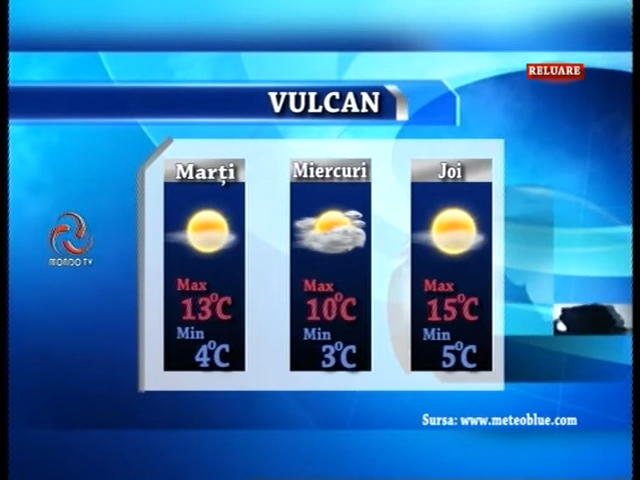 RELUARE
VULCAN
Marți
Miercuri
Joi
Max
13°C
Min
4°C
Max
10°C
Min
3°C
Max
15°C
Min
5°C
MONDO TV
Sursa: www.meteoblue.com